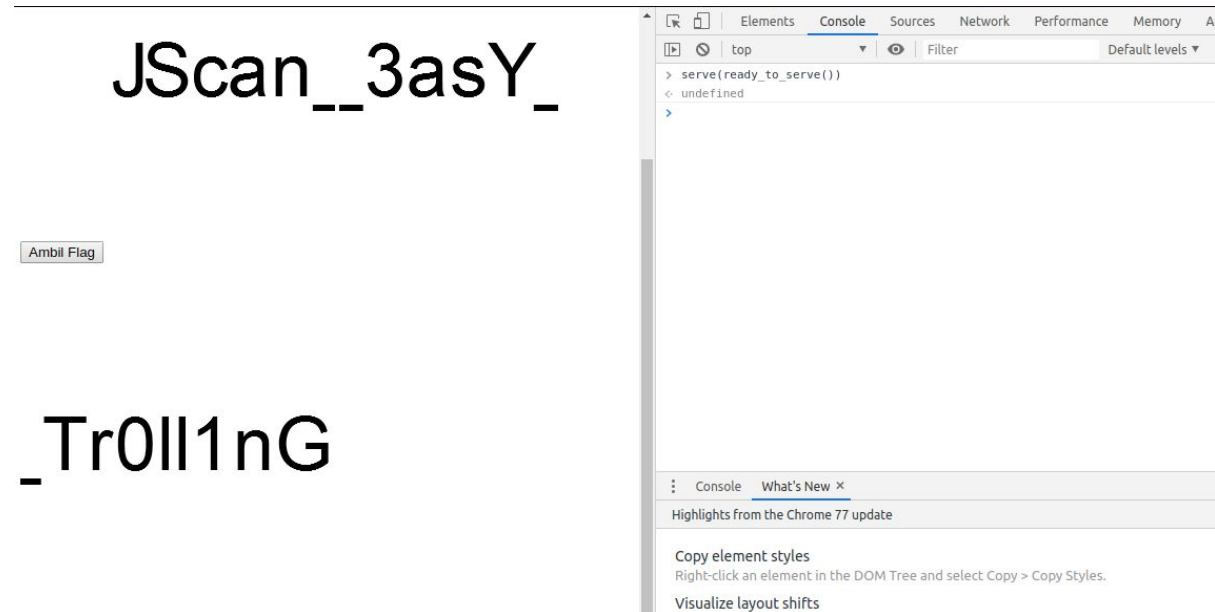 JScan__3asY_
Ambil Flag
_Tr0ll1nG
Elements Console Sources Network Performance Memory A
top Filter Default levels ▼
> serve(ready_to_serve())
<· undefined
>
Console What's New ×
Highlights from the Chrome 77 update
Copy element styles
Right-click an element in the DOM Tree and select Copy > Copy Styles.
Visualize layout shifts